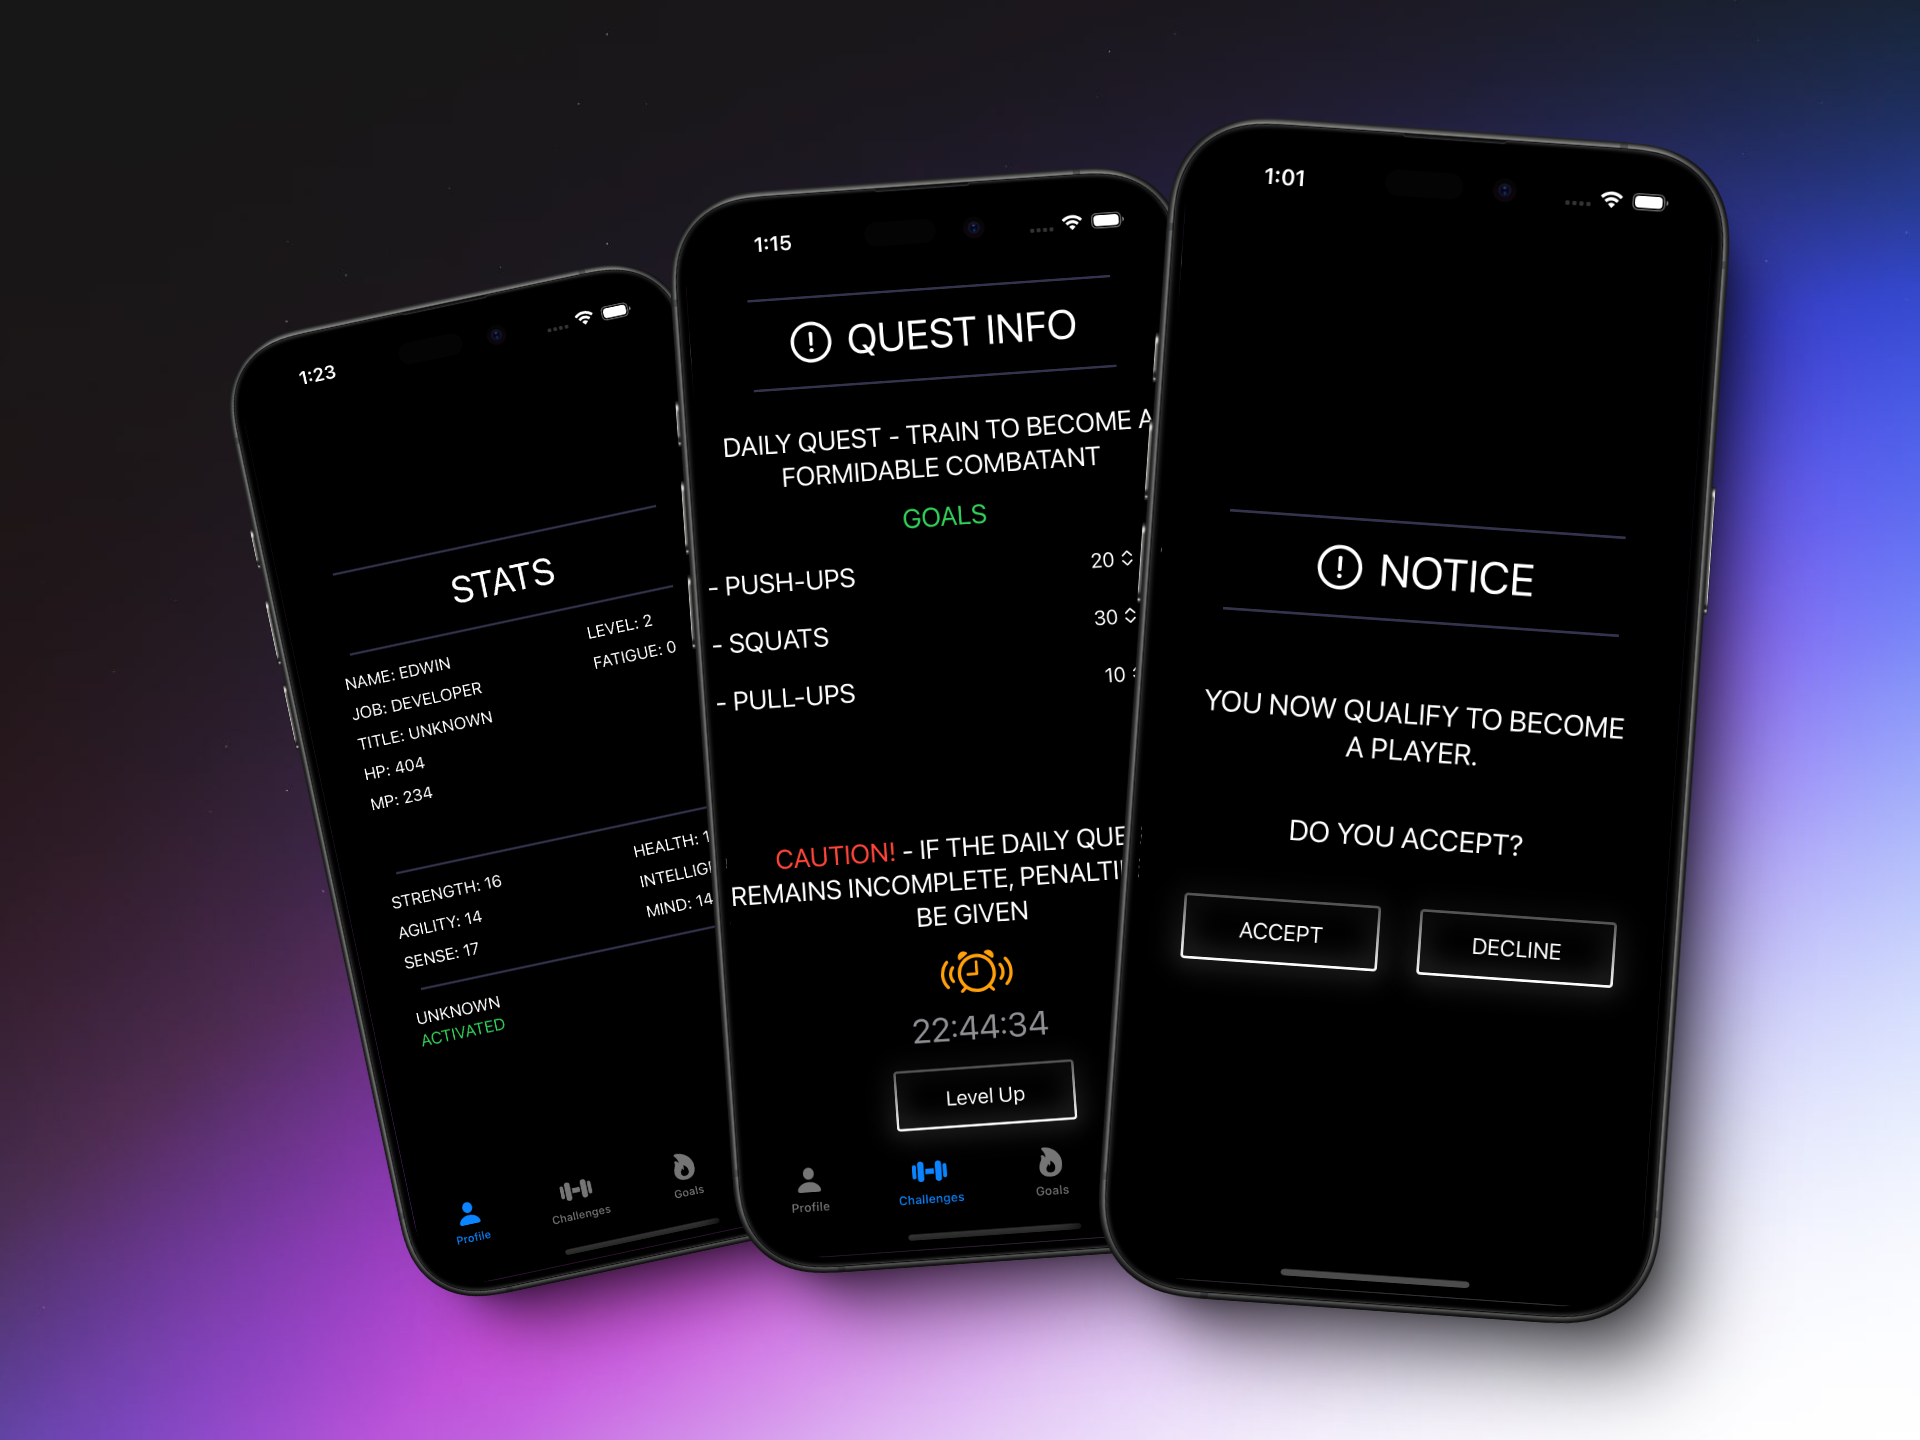 1:23
STATS
NAME: EDWIN
JOB: DEVELOPER
TITLE: UNKNOWN
HP: 404
MP: 234
LEVEL: 2
FATIGUE: 0
STRENGTH: 16
AGILITY: 14
SENSE: 17
HEALTH: 1
INTELLIG
MIND: 14
UNKNOWN
ACTIVATED
Profile
Challenges
Goals
1:15
QUEST INFO
DAILY QUEST - TRAIN TO BECOME A
FORMIDABLE COMBATANT
GOALS
- PUSH-UPS 20
- SQUATS 30
- PULL-UPS 10
CAUTION! - IF THE DAILY QUE
REMAINS INCOMPLETE, PENALTI
BE GIVEN
22:44:34
Level Up
Profile
Challenges
Goals
1:01
NOTICE
YOU NOW QUALIFY TO BECOME
A PLAYER.
DO YOU ACCEPT?
ACCEPT
DECLINE